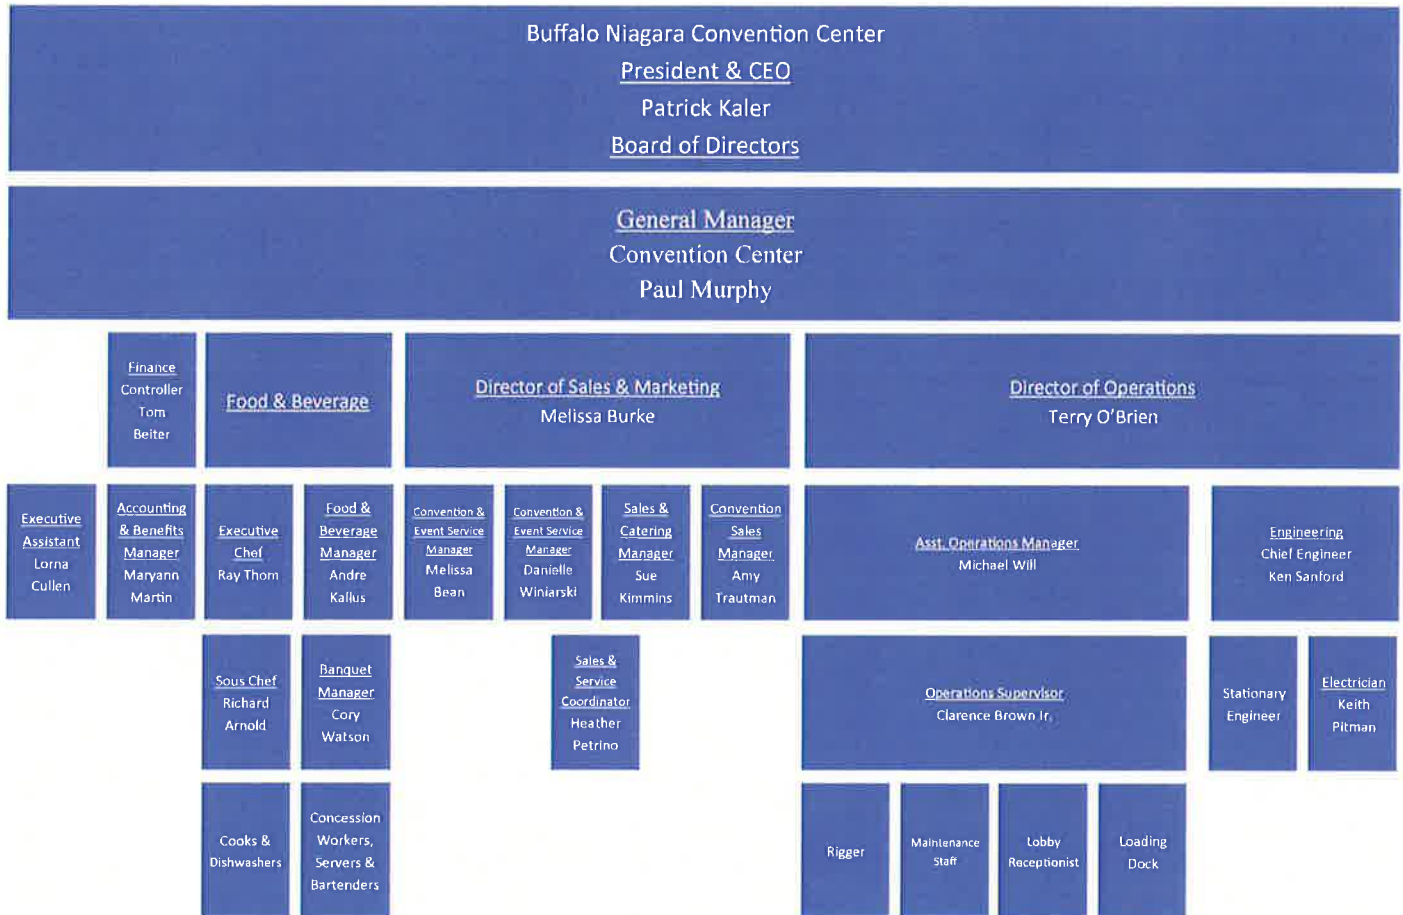 Buffalo Niagara Convention Center
President & CEO
Patrick Kaler
Board of Directors
General Manager
Convention Center
Paul Murphy
Finance
Controller
Tom
Beiter
Food & Beverage
Director of Sales & Marketing
Melissa Burke
Director of Operations
Terry O'Brien
Executive
Assistant
Lorna
Cullen
Accounting
& Benefits
Manager
Maryann
Martin
Executive
Chef
Ray Thom
Food &
Beverage
Manager
Andre
Kallus
Convention &
Event Service
Manager
Melissa
Bean
Convention &
Event Service
Manager
Danielle
Winiarski
Sales &
Catering
Manager
Sue
Kimmins
Convention
Sales
Manager
Amy
Trautman
Asst. Operations Manager
Michael Will
Engineering
Chief Engineer
Ken Sanford
Sous Chef
Richard
Arnold
Banquet
Manager
Cory
Watson
Sales &
Service
Coordinator
Heather
Petrino
Operations Supervisor
Clarence Brown Jr.
Stationary
Engineer
Electrician
Keith
Pitman
Cooks &
Dishwashers
Concession
Workers,
Servers &
Bartenders
Rigger
Maintenance
Staff
Lobby
Receptionist
Loading
Dock